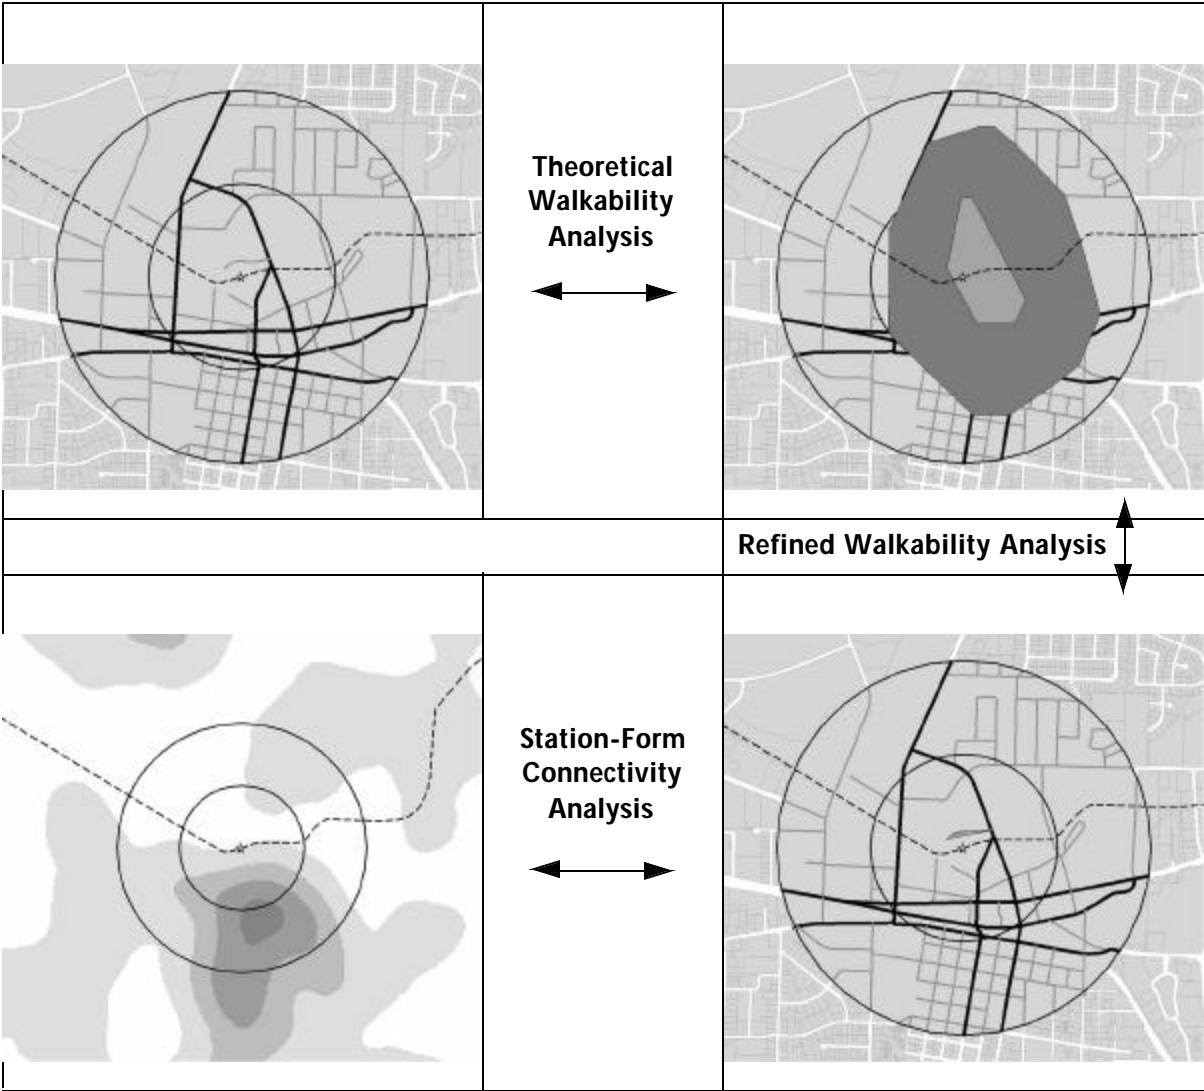 Theoretical
Walkability
Analysis
Refined Walkability Analysis
Station-Form
Connectivity
Analysis